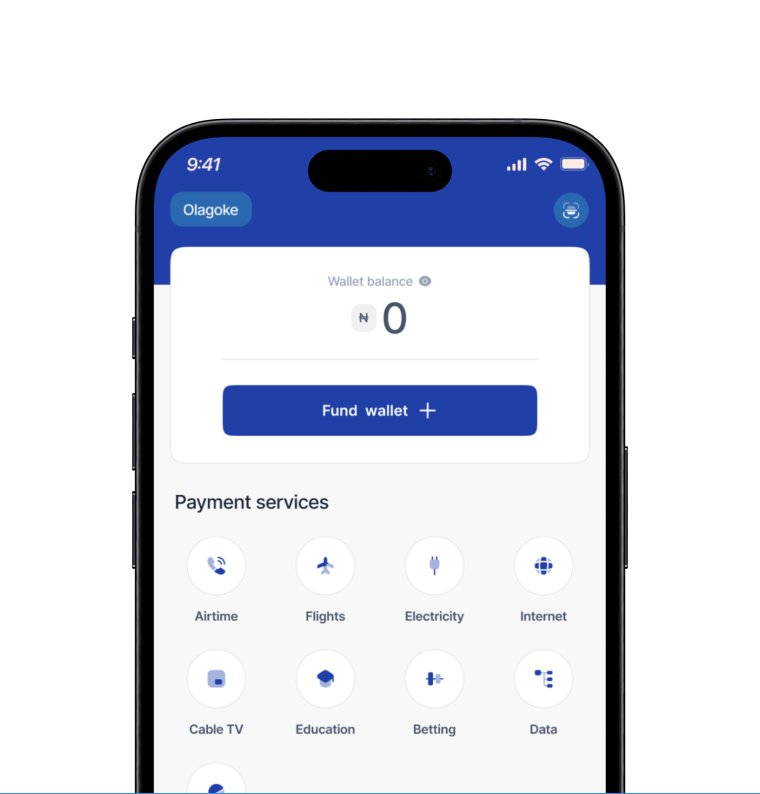 9:41
Olagoke
Wallet balance
₦ 0
Fund wallet
Payment services
Airtime Flights Electricity Internet
Cable TV Education Betting Data